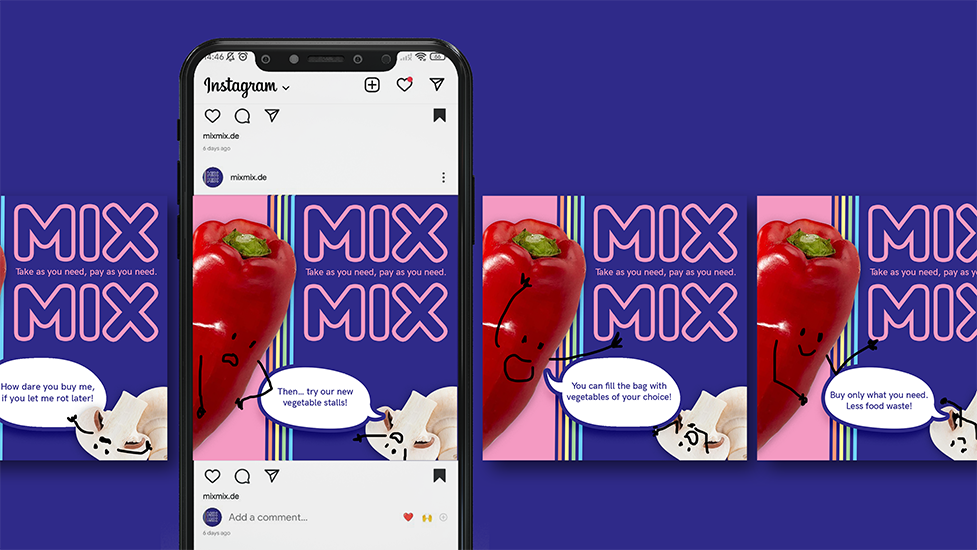 14:46
66
Instagram
mixmix.de
6 days ago
mixmix.de
MIX
Take as you need, pay as you need.
MIX
How dare you buy me,
if you let me rot later!
MIX
Take as you need, pay as you need.
MIX
Then... try our new
vegetable stalls!
MIX
Take as you need, pay as you need.
MIX
You can fill the bag with
vegetables of your choice!
MIX
Take as you need, pay as yo
MIX
Buy only what you need.
Less food waste!
mixmix.de
Add a comment...
6 days ago